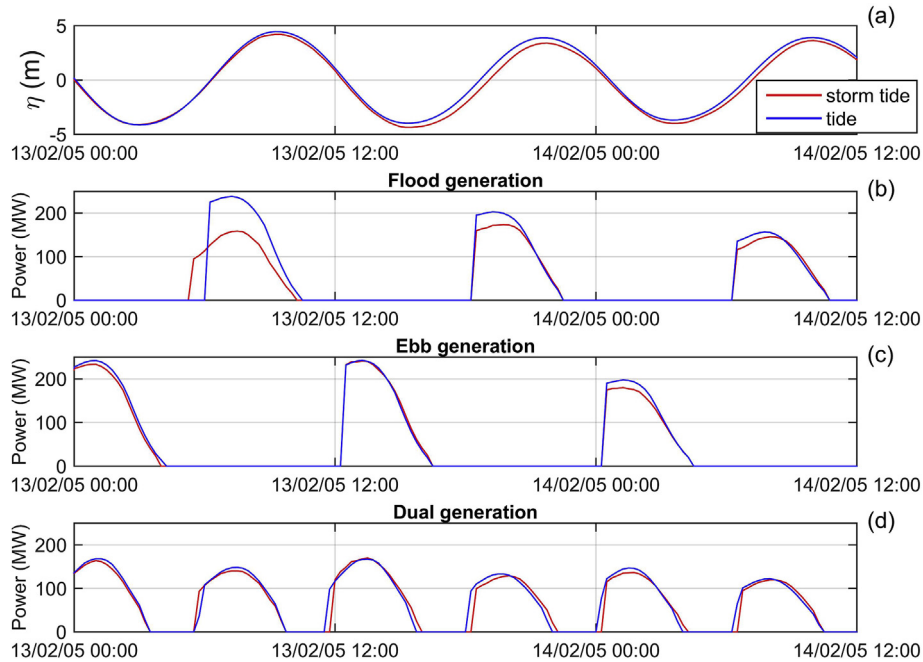 (a)
5
0
-5
η (m)
storm tide
tide
13/02/05 00:00 13/02/05 12:00 14/02/05 00:00 14/02/05 12:00
Flood generation
(b)
200
100
0
Power (MW)
13/02/05 00:00 13/02/05 12:00 14/02/05 00:00 14/02/05 12:00
Ebb generation
(c)
200
100
0
Power (MW)
13/02/05 00:00 13/02/05 12:00 14/02/05 00:00 14/02/05 12:00
Dual generation
(d)
200
100
0
Power (MW)
13/02/05 00:00 13/02/05 12:00 14/02/05 00:00 14/02/05 12:00